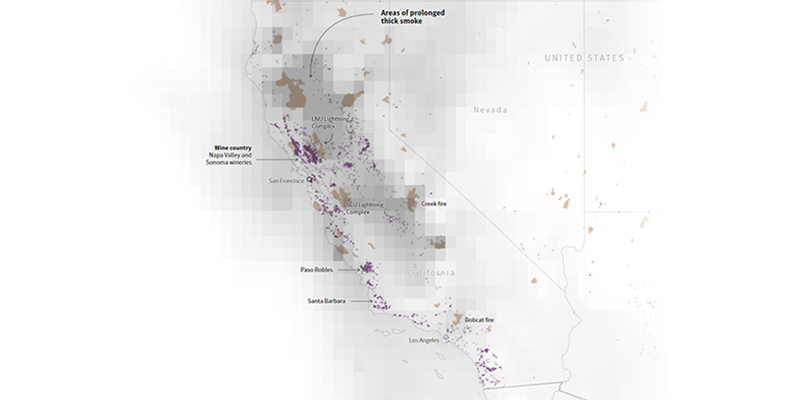 Areas of prolonged
thick smoke
UNITED STATES
Nevada
LNU Lightning
Complex
Wine country
Napa Valley and
Sonoma wineries
San Francisco
SCU Lightning
Complex
Creek fire
Paso Robles
California
Santa Barbara
Bobcat fire
Los Angeles